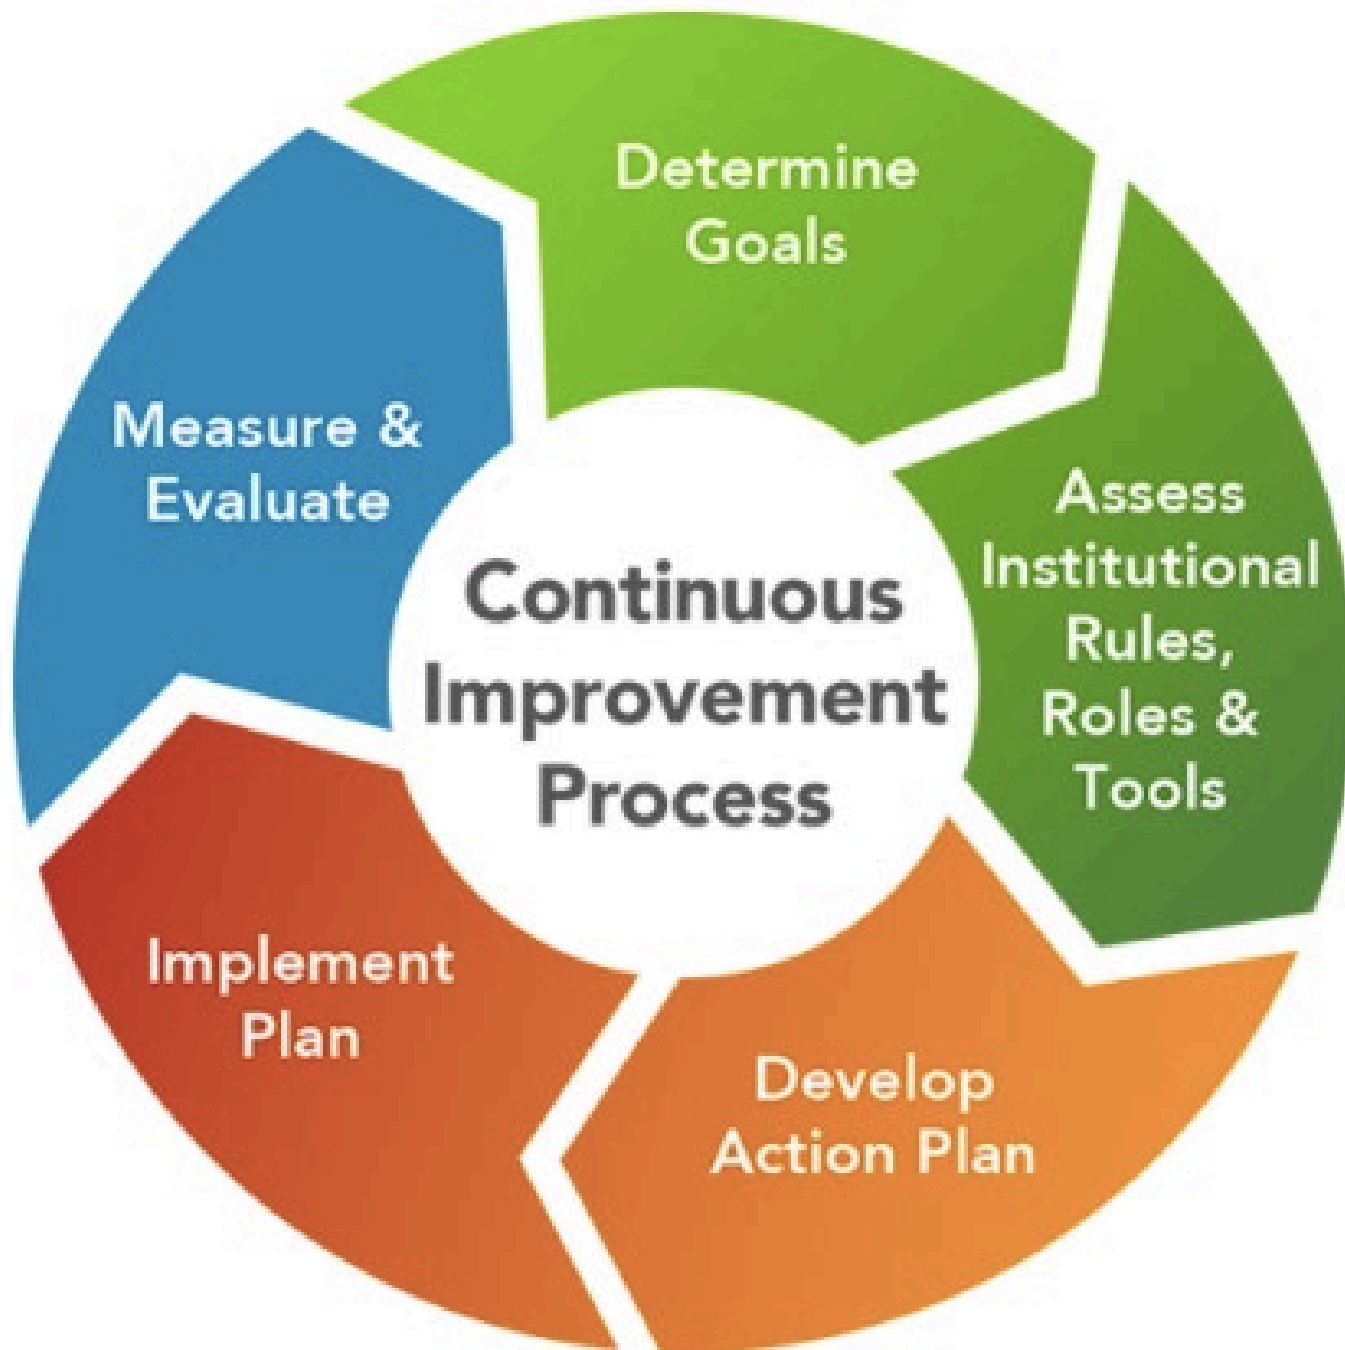 Determine
Goals
Assess
Institutional
Rules,
Roles &
Tools
Develop
Action Plan
Implement
Plan
Measure &
Evaluate
Continuous
Improvement
Process